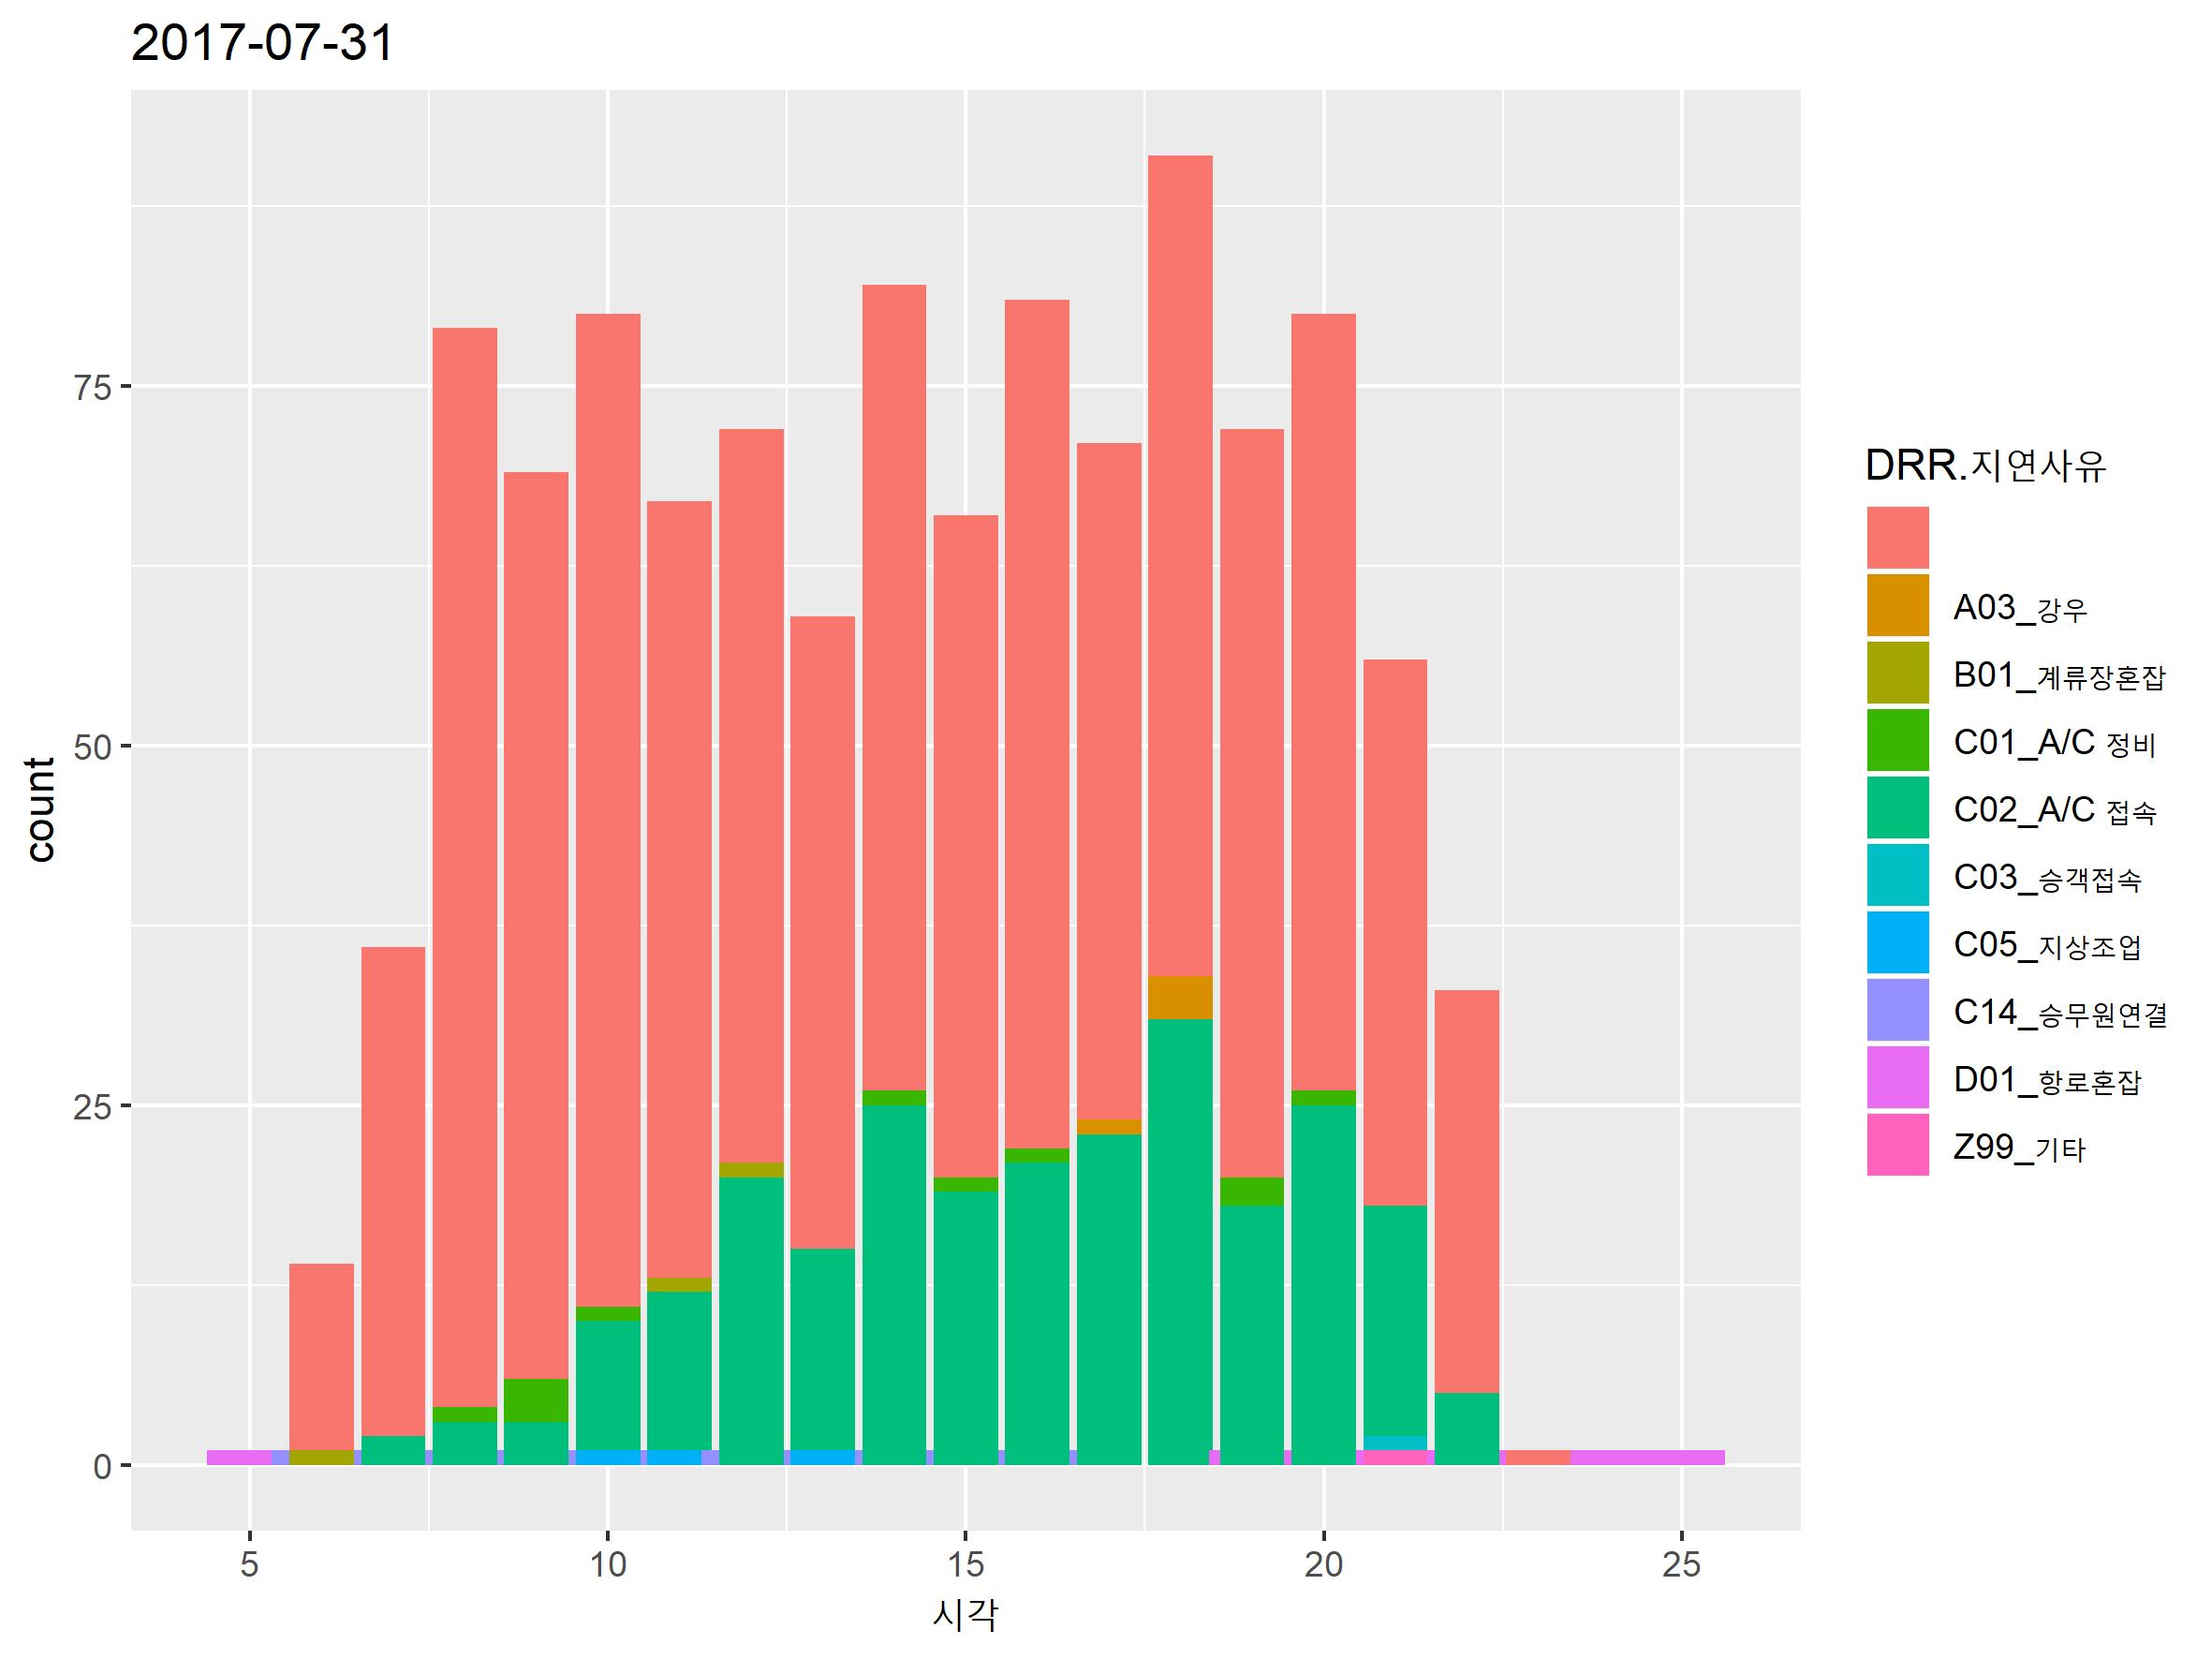 2017-07-31
count
75
50
25
0
5 10 15 20 25
시각
DRR.지연사유
A03_강우
B01_계류장혼잡
C01_A/C 정비
C02_A/C 접속
C03_승객접속
C05_지상조업
C14_승무원연결
D01_항로혼잡
Z99_기타